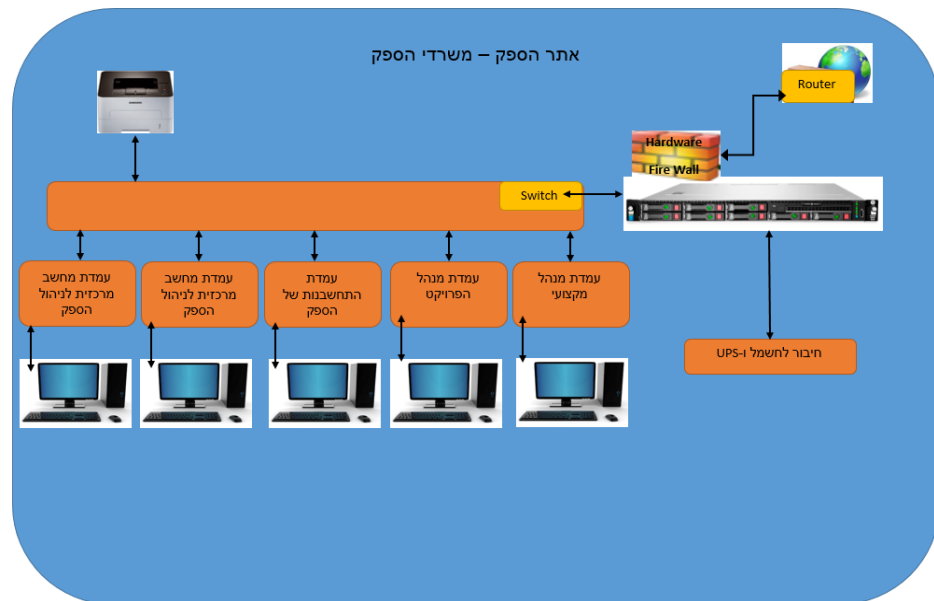 אתר הספק – משרדי הספק
Router
Hardware
Fire Wall
Switch
עמדת מחשב
מרכזית לניהול
הספק
עמדת מחשב
מרכזית לניהול
הספק
עמדת
התחשבנות של
הספק
עמדת מנהל
הפרויקט
עמדת מנהל
מקצועי
חיבור לחשמל ו-UPS